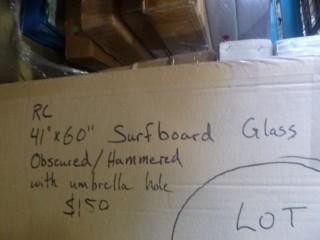 RC
41"x60" Surfboard Glass
Obscured/Hammered
with umbrella hole
$150
LOT